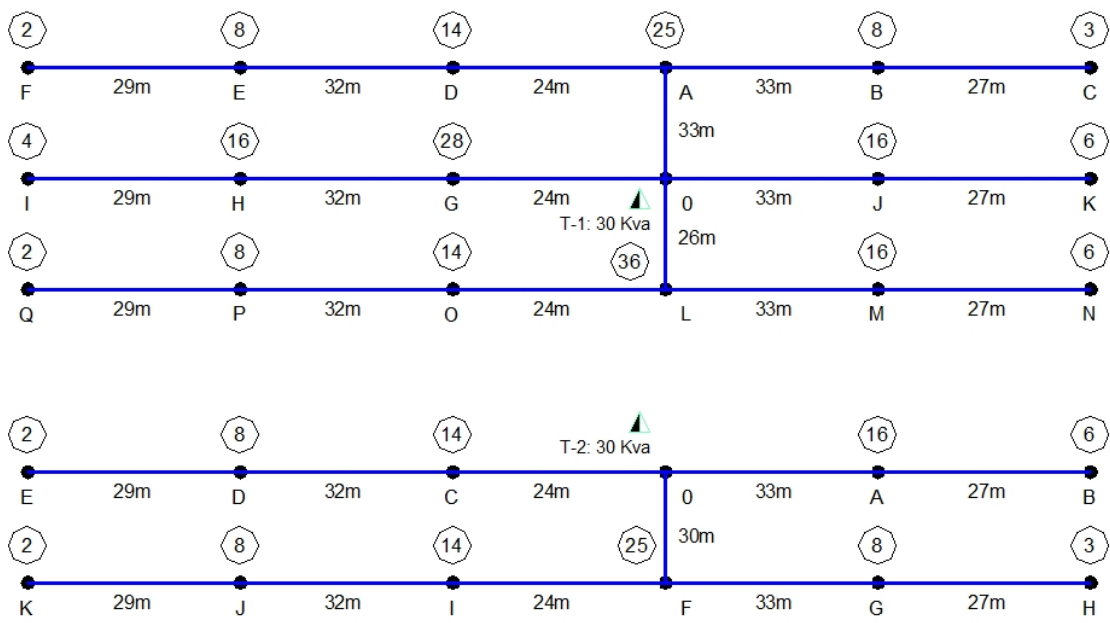 2 8 14 25 8 3
29m 32m 24m 33m 27m
F E D A B C
33m
4 16 28 16 6
29m 32m 24m 33m 27m
I H G 0 J K
T-1: 30 Kva
26m
2 8 14 36 16 6
29m 32m 24m 33m 27m
Q P O L M N
2 8 14 T-2: 30 Kva 16 6
29m 32m 24m 33m 27m
E D C 0 A B
30m
2 8 14 25 8 3
29m 32m 24m 33m 27m
K J I F G H